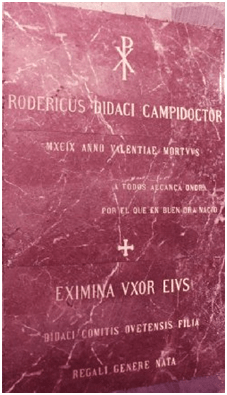 RODERICUS DIDACI CAMPIDOCTOR
MXCIX ANNO VALENTIAE MORTVVS
A TODOS ALCANÇA ONDRA
POR EL QUE EN BUEN ORA NACIO
EXIMINA VXOR EIVS
DIDACI COMITIS OVETENSIS FILIA
REGALI GENERE NATA